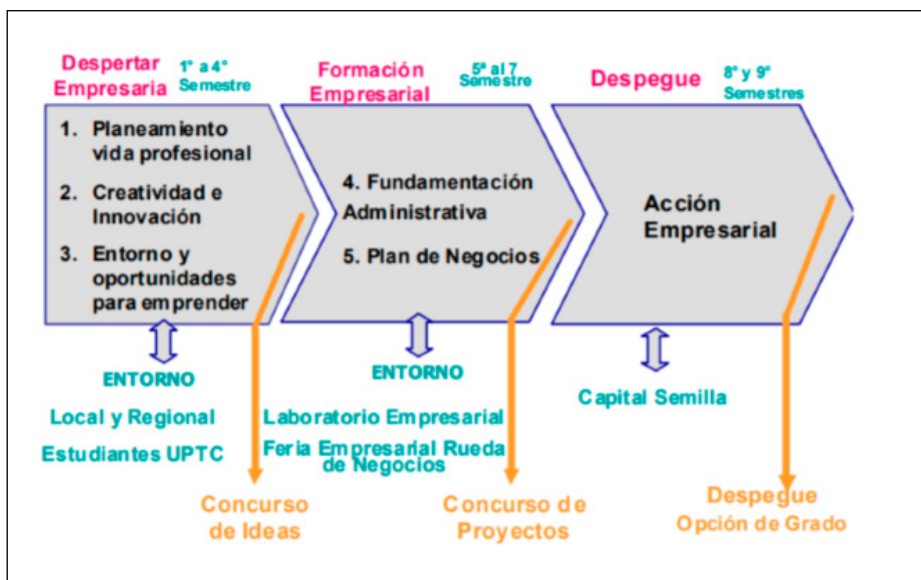 Despertar
Empresaria
1° a 4°
Semestre
1. Planeamiento
vida profesional
2. Creatividad e
Innovación
3. Entorno y
oportunidades
para emprender
ENTORNO
Local y Regional
Estudiantes UPTC
Concurso
de Ideas
Formación
Empresarial
5ª al 7
Semestre
4. Fundamentación
Administrativa
5. Plan de Negocios
ENTORNO
Laboratorio Empresarial
Feria Empresarial Rueda
de Negocios
Concurso de
Proyectos
Despegue
8° y 9°
Semestres
Acción
Empresarial
Capital Semilla
Despegue
Opción de Grado